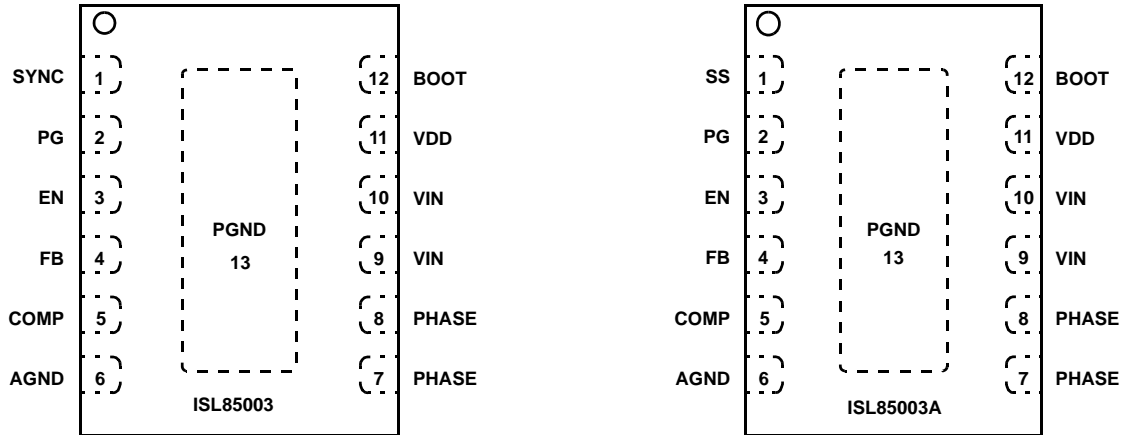 SYNC 1 12 BOOT
PG 2 11 VDD
EN 3 10 VIN
PGND
FB 4 13 9 VIN
COMP 5 8 PHASE
AGND 6 7 PHASE
ISL85003
SS 1 12 BOOT
PG 2 11 VDD
EN 3 10 VIN
PGND
FB 4 13 9 VIN
COMP 5 8 PHASE
AGND 6 7 PHASE
ISL85003A